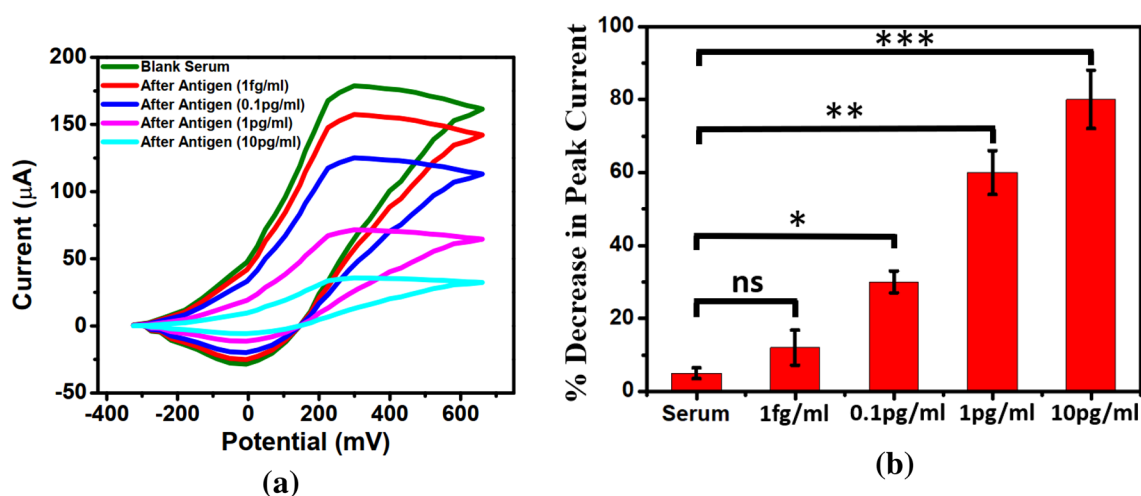 200
150
100
50
0
-50
Current (µA)
Blank Serum
After Antigen (1fg/ml)
After Antigen (0.1pg/ml)
After Antigen (1pg/ml)
After Antigen (10pg/ml)
-400 -200 0 200 400 600
Potential (mV)
(a)
100
80
60
40
20
0
% Decrease in Peak Current
***
**
*
ns
Serum 1fg/ml 0.1pg/ml 1pg/ml 10pg/ml
(b)